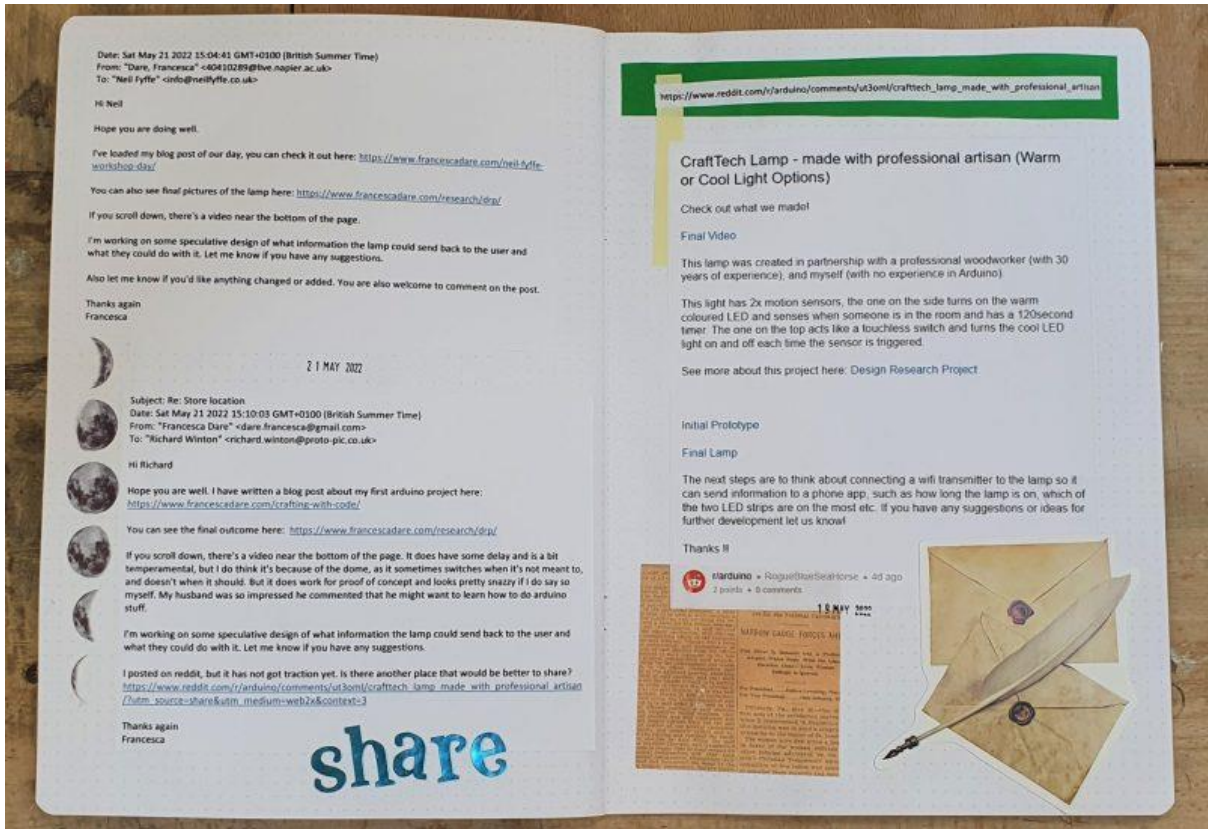 Date: Sat May 21 2022 15:04:41 GMT+0100 (British Summer Time)
From: "Dare, Francesca" <40410289@live.napier.ac.uk>
To: "Neil Fyffe" <info@neilfyffe.co.uk>
Hi Neil
Hope you are doing well.
I've loaded my blog post of our day, you can check it out here: https://www.francescadare.com/neil-fyffe-
workshop-day/
You can also see final pictures of the lamp here: https://www.francescadare.com/research/drp/
If you scroll down, there's a video near the bottom of the page.
I'm working on some speculative design of what information the lamp could send back to the user and
what they could do with it. Let me know if you have any suggestions.
Also let me know if you'd like anything changed or added. You are also welcome to comment on the post.
Thanks again
Francesca
21 MAY 2022
Subject: Re: Store location
Date: Sat May 21 2022 15:10:03 GMT+0100 (British Summer Time)
From: "Francesca Dare" <dare.francesca@gmail.com>
To: "Richard Winton" <richard.winton@proto-pic.co.uk>
Hi Richard
Hope you are well. I have written a blog post about my first arduino project here:
https://www.francescadare.com/crafting-with-code/
You can see the final outcome here: https://www.francescadare.com/research/drp/
If you scroll down, there's a video near the bottom of the page. It does have some delay and is a bit
temperamental, but I do think it's because of the dome, as it sometimes switches when it's not meant to,
and doesn't when it should. But it does work for proof of concept and looks pretty snazzy if I do say so
myself. My husband was so impressed he commented that he might want to learn how to do arduino
stuff.
I'm working on some speculative design of what information the lamp could send back to the user and
what they could do with it. Let me know if you have any suggestions.
I posted on reddit, but it has not got traction yet. Is there another place that would be better to share?
https://www.reddit.com/r/arduino/comments/ut3oml/crafttech_lamp_made_with_professional_artisan
/?utm_source=share&utm_medium=web2x&context=3
Thanks again
Francesca
share
https://www.reddit.com/r/arduino/comments/ut3oml/crafttech_lamp_made_with_professional_artisan
CraftTech Lamp - made with professional artisan (Warm
or Cool Light Options)
Check out what we made!
Final Video
This lamp was created in partnership with a professional woodworker (with 30
years of experience), and myself (with no experience in Arduino).
This light has 2x motion sensors, the one on the side turns on the warm
coloured LED and senses when someone is in the room and has a 120second
timer. The one on the top acts like a touchless switch and turns the cool LED
light on and off each time the sensor is triggered.
See more about this project here: Design Research Project
Initial Prototype
Final Lamp
The next steps are to think about connecting a wifi transmitter to the lamp so it
can send information to a phone app, such as how long the lamp is on, which of
the two LED strips are on the most etc. If you have any suggestions or ideas for
further development let us know!
Thanks !!!
r/arduino • RogueBlueSeaHorse • 4d ago
2 points • 0 comments
19 MAY 2022
NARROW GAUGE FORCES